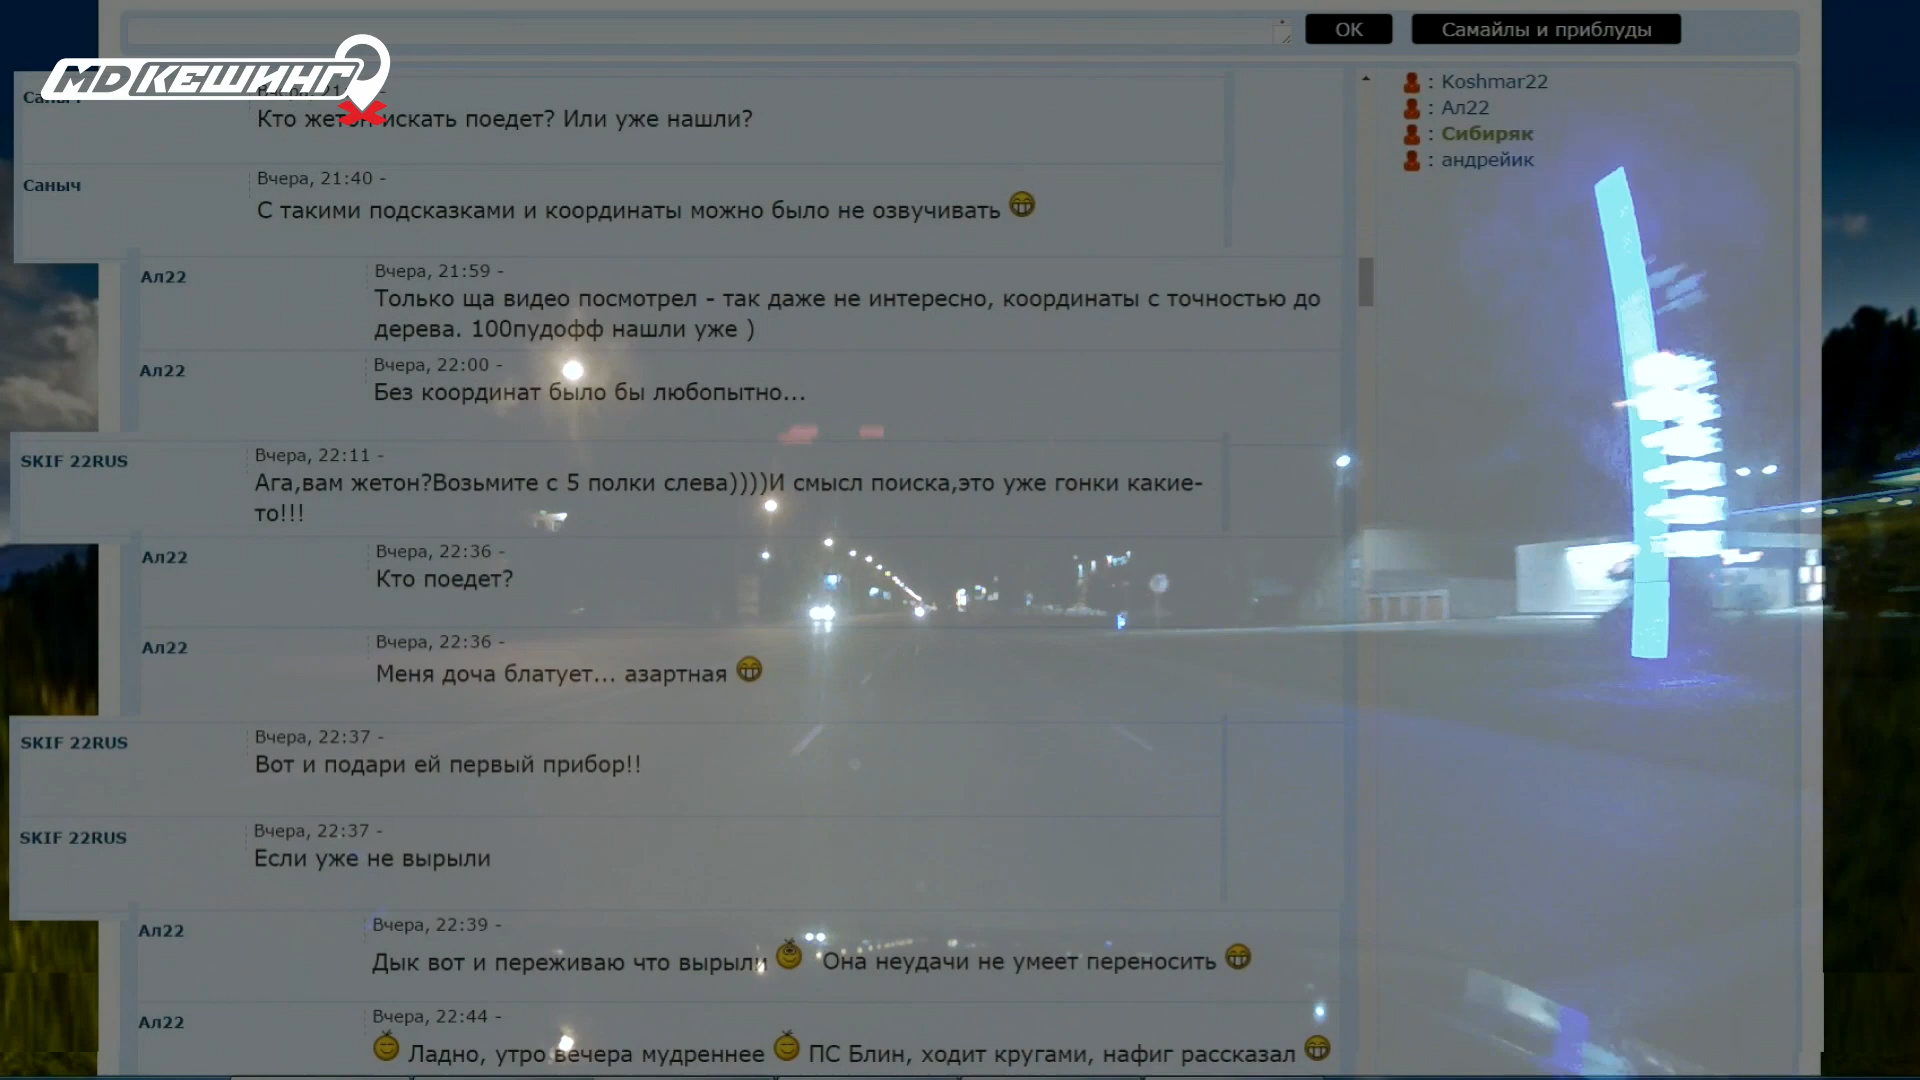 OK
Самайлы и приблуды
МД КЕШИНГ
Koshmar22
Ал22
Сибиряк
андрейик
Кто жетон искать поедет? Или уже нашли?
Саныч
Вчера, 21:40 -
С такими подсказками и координаты можно было не озвучивать
Ал22
Вчера, 21:59 -
Только ща видео посмотрел - так даже не интересно, координаты с точностью до
дерева. 100пудофф нашли уже )
Ал22
Вчера, 22:00 -
Без координат было бы любопытно...
SKIF 22RUS
Вчера, 22:11 -
Ага,вам жетон?Возьмите с 5 полки слева))))И смысл поиска,это уже гонки какие-
то!!!
Ал22
Вчера, 22:36 -
Кто поедет?
Ал22
Вчера, 22:36 -
Меня доча блатует... азартная
SKIF 22RUS
Вчера, 22:37 -
Вот и подари ей первый прибор!!
SKIF 22RUS
Вчера, 22:37 -
Если уже не вырыли
Ал22
Вчера, 22:39 -
Дык вот и переживаю что вырыли Она неудачи не умеет переносить
Ал22
Вчера, 22:44 -
Ладно, утро вечера мудреннее ПС Блин, ходит кругами, нафиг рассказал